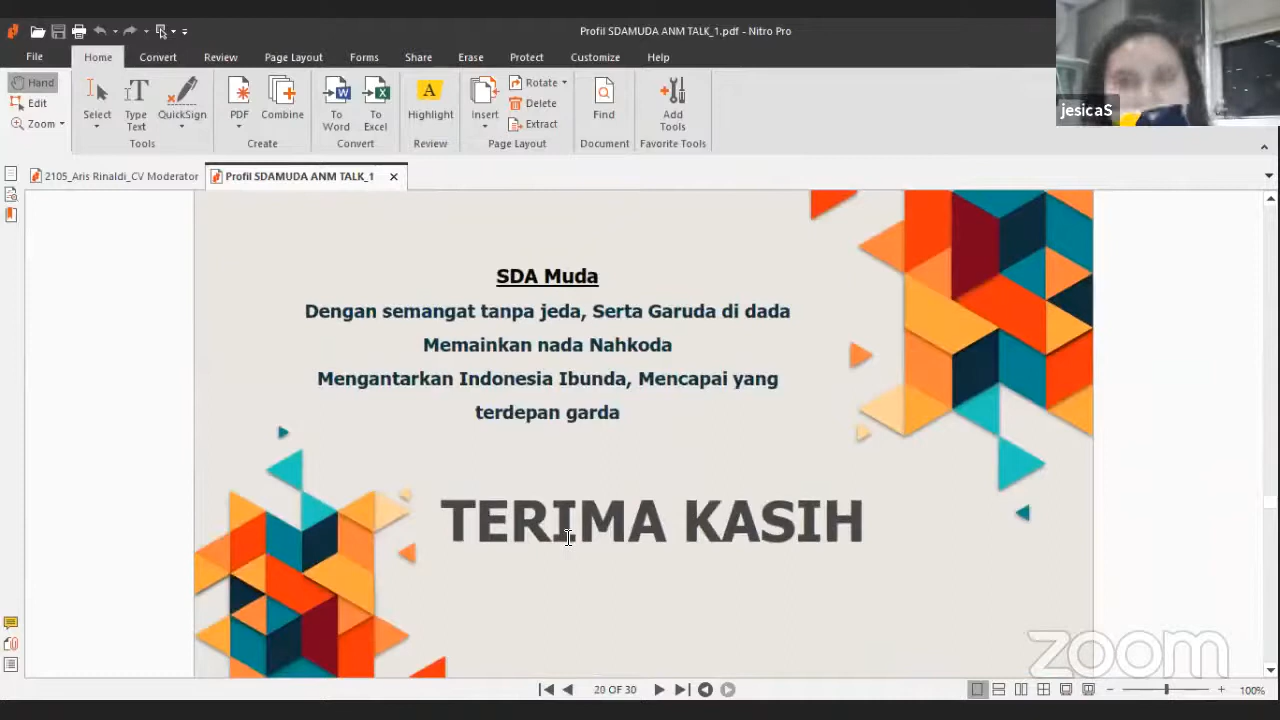 Profil SDAMUDA ANM TALK_1.pdf - Nitro Pro
File Home Convert Review Page Layout Forms Share Erase Protect Customize Help
Hand
Edit
Zoom
Select
Type Text
QuickSign
Tools
PDF
Combine
Create
To Word
To Excel
Convert
Highlight
Review
Insert
Rotate
Delete
Extract
Page Layout
Find
Document
Add Tools
Favorite Tools
jesicaS
2105_Aris Rinaldi_CV Moderator
Profil SDAMUDA ANM TALK_1
SDA Muda
Dengan semangat tanpa jeda, Serta Garuda di dada
Memainkan nada Nahkoda
Mengantarkan Indonesia Ibunda, Mencapai yang
terdepan garda
TERIMA KASIH
zoom
20 OF 30
100%